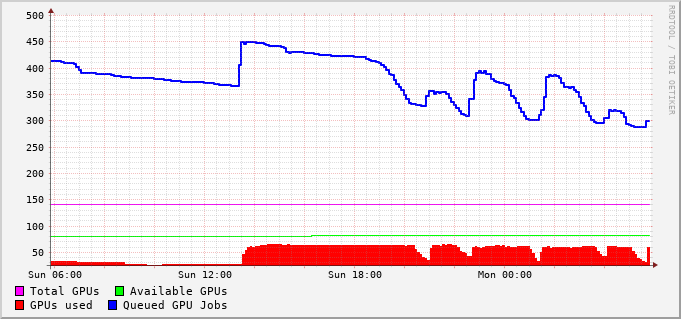 500
450
400
350
300
250
200
150
100
50
Sun 06:00 Sun 12:00 Sun 18:00 Mon 00:00
Total GPUs Available GPUs
GPUs used Queued GPU Jobs
RRDTOOL / TOBI OETIKER